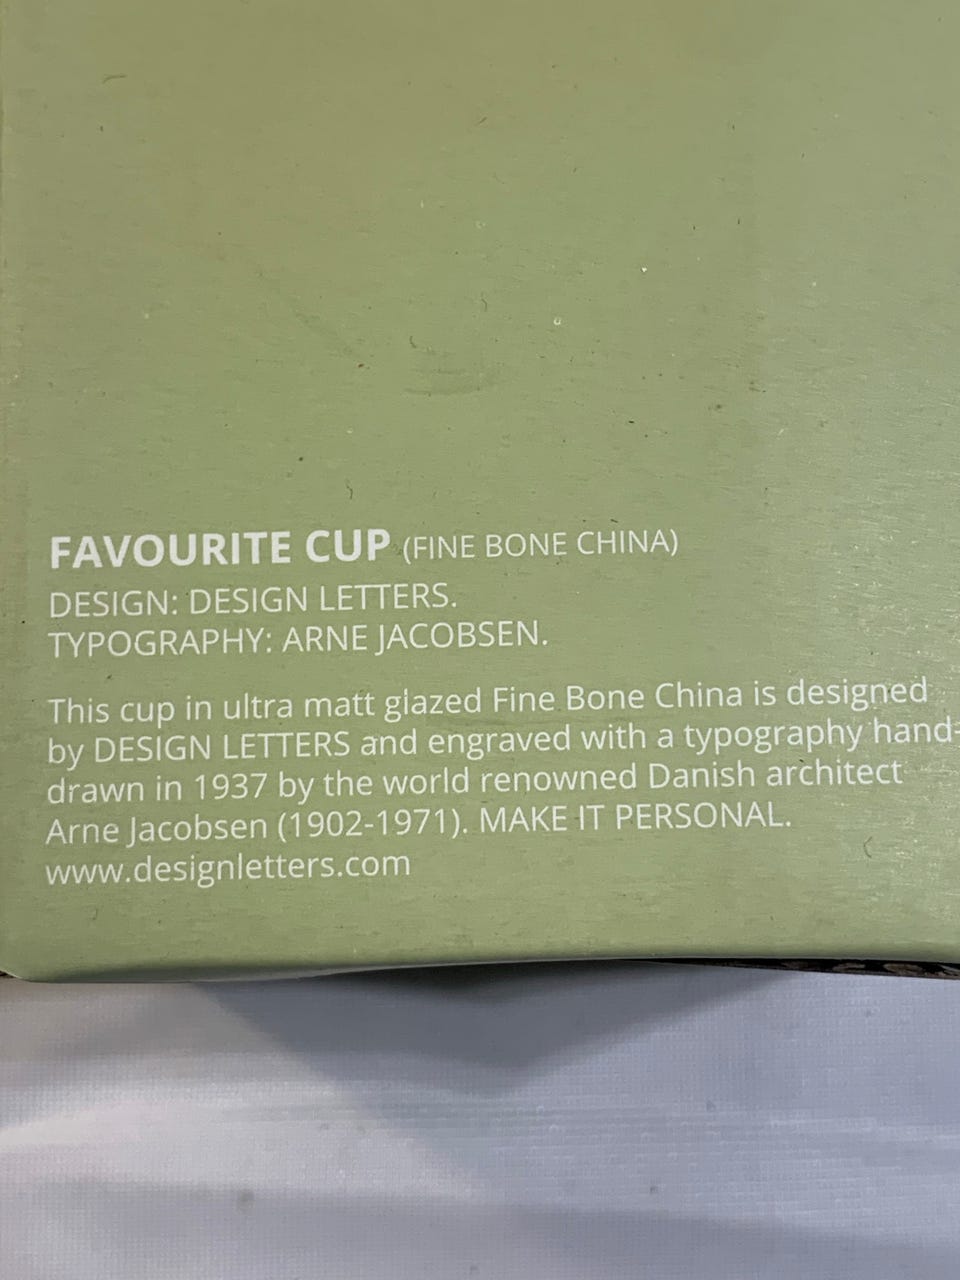 FAVOURITE CUP (FINE BONE CHINA)
DESIGN: DESIGN LETTERS.
TYPOGRAPHY: ARNE JACOBSEN.
This cup in ultra matt glazed Fine Bone China is designed
by DESIGN LETTERS and engraved with a typography hand-
drawn in 1937 by the world renowned Danish architect
Arne Jacobsen (1902-1971). MAKE IT PERSONAL.
www.designletters.com